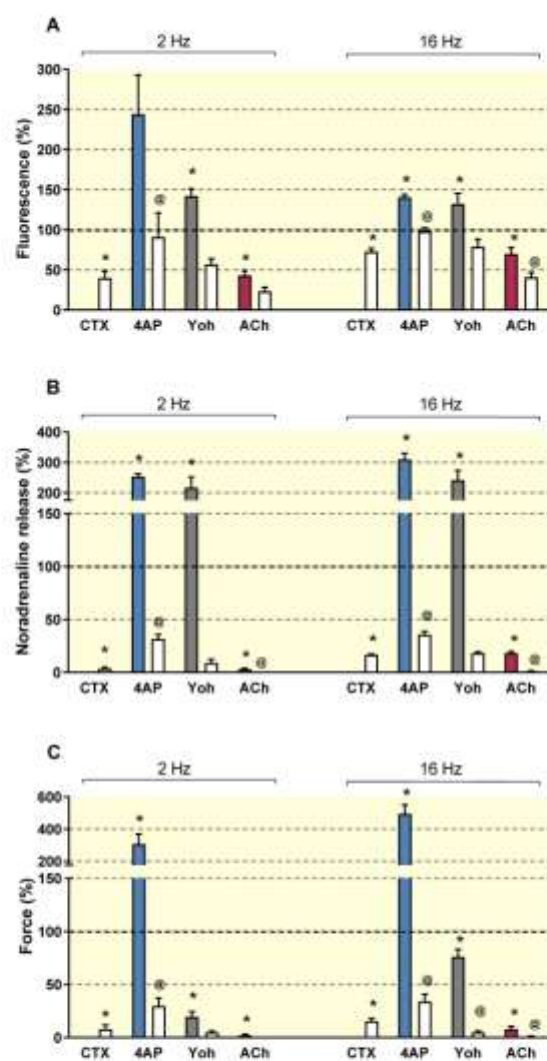 A
2 Hz 16 Hz
Fluorescence (%)
300
250
200
150
100
50
0
* @ * * * * @ * * @
CTX 4AP Yoh ACh CTX 4AP Yoh ACh
B
2 Hz 16 Hz
Noradrenaline release (%)
400
300
200
150
100
50
0
* * @ * * @ * * @ * * @
CTX 4AP Yoh ACh CTX 4AP Yoh ACh
C
2 Hz 16 Hz
Force (%)
600
400
200
150
100
50
0
* * @ * * * * @ * @ * @
CTX 4AP Yoh ACh CTX 4AP Yoh ACh